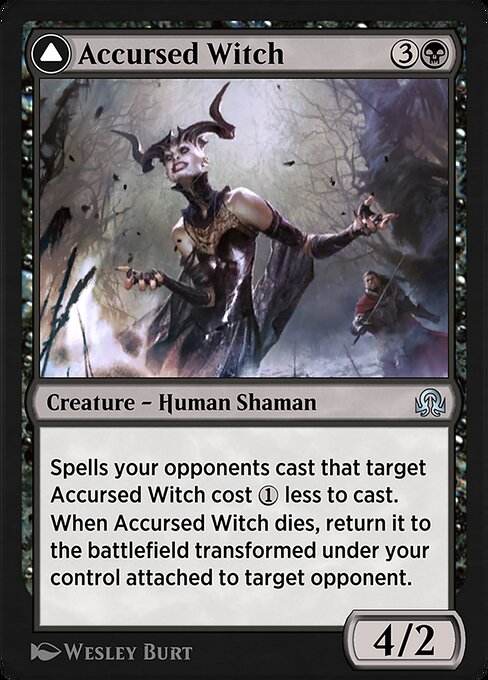 Accursed Witch 3
Creature – Human Shaman
Spells your opponents cast that target
Accursed Witch cost 1 less to cast.
When Accursed Witch dies, return it to
the battlefield transformed under your
control attached to target opponent.
4/2
Wesley Burt